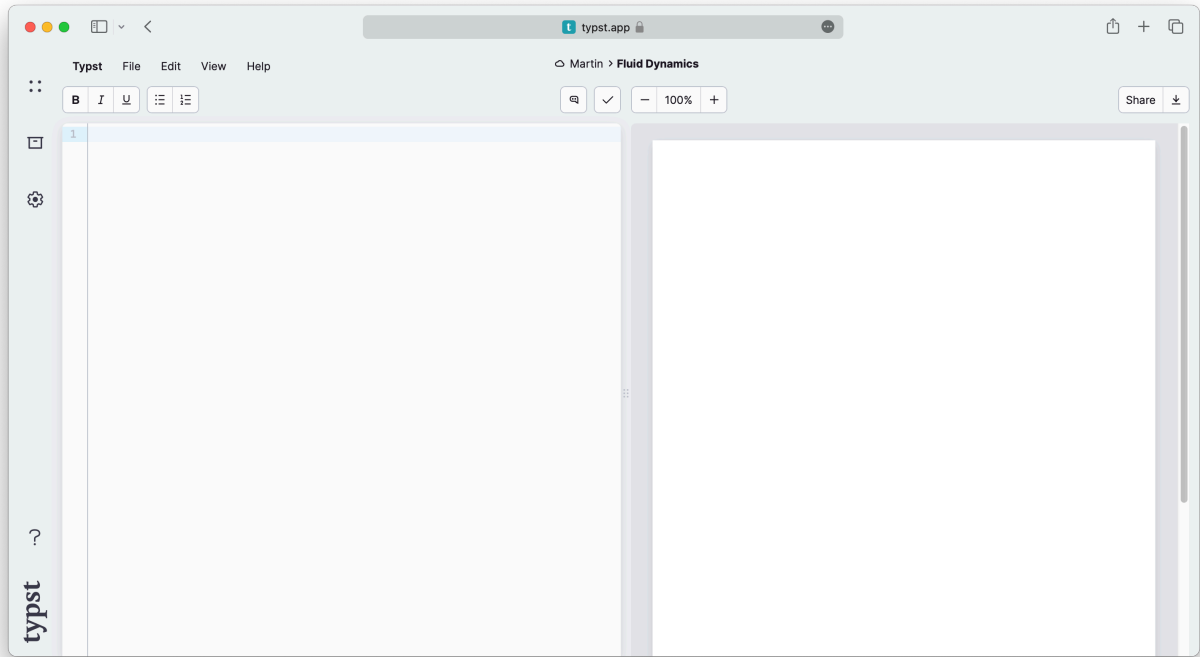 t typst.app
Typst File Edit View Help
Martin > Fluid Dynamics
B I U
− 100% +
Share
1
?
typst